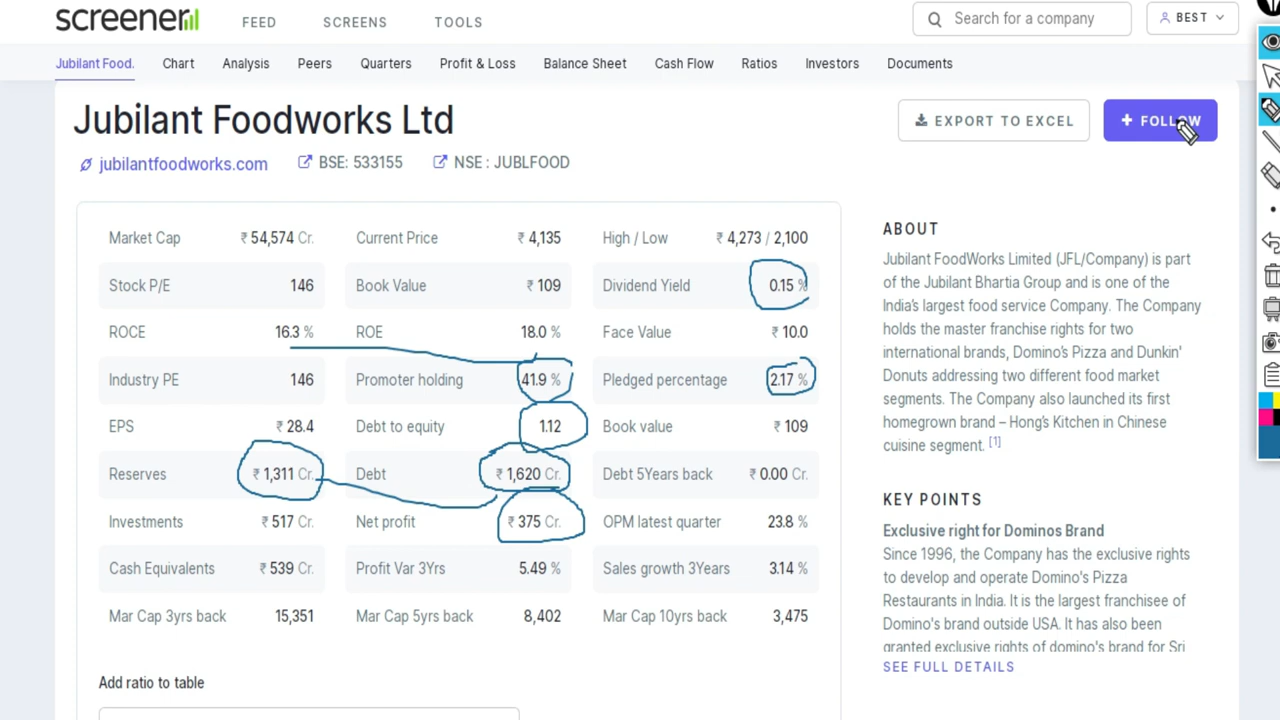 screener
FEED
SCREENS
TOOLS
Search for a company
BEST
Jubilant Food.
Chart
Analysis
Peers
Quarters
Profit & Loss
Balance Sheet
Cash Flow
Ratios
Investors
Documents
Jubilant Foodworks Ltd
EXPORT TO EXCEL
+ FOLLOW
jubilantfoodworks.com
BSE: 533155
NSE : JUBLFOOD
Market Cap ₹ 54,574 Cr.
Current Price ₹ 4,135
High / Low ₹ 4,273 / 2,100
Stock P/E 146
Book Value ₹ 109
Dividend Yield 0.15 %
ROCE 16.3 %
ROE 18.0 %
Face Value ₹ 10.0
Industry PE 146
Promoter holding 41.9 %
Pledged percentage 2.17 %
EPS ₹ 28.4
Debt to equity 1.12
Book value ₹ 109
Reserves ₹ 1,311 Cr.
Debt ₹ 1,620 Cr.
Debt 5Years back ₹ 0.00 Cr.
Investments ₹ 517 Cr.
Net profit ₹ 375 Cr.
OPM latest quarter 23.8 %
Cash Equivalents ₹ 539 Cr.
Profit Var 3Yrs 5.49 %
Sales growth 3Years 3.14 %
Mar Cap 3yrs back 15,351
Mar Cap 5yrs back 8,402
Mar Cap 10yrs back 3,475
Add ratio to table
ABOUT
Jubilant FoodWorks Limited (JFL/Company) is part
of the Jubilant Bhartia Group and is one of the
India's largest food service Company. The Company
holds the master franchise rights for two
international brands, Domino's Pizza and Dunkin'
Donuts addressing two different food market
segments. The Company also launched its first
homegrown brand – Hong's Kitchen in Chinese
cuisine segment. [1]
KEY POINTS
Exclusive right for Dominos Brand
Since 1996, the Company has the exclusive rights
to develop and operate Domino's Pizza
Restaurants in India. It is the largest franchisee of
Domino's brand outside USA. It has also been
granted exclusive rights of domino's brand for Sri
SEE FULL DETAILS